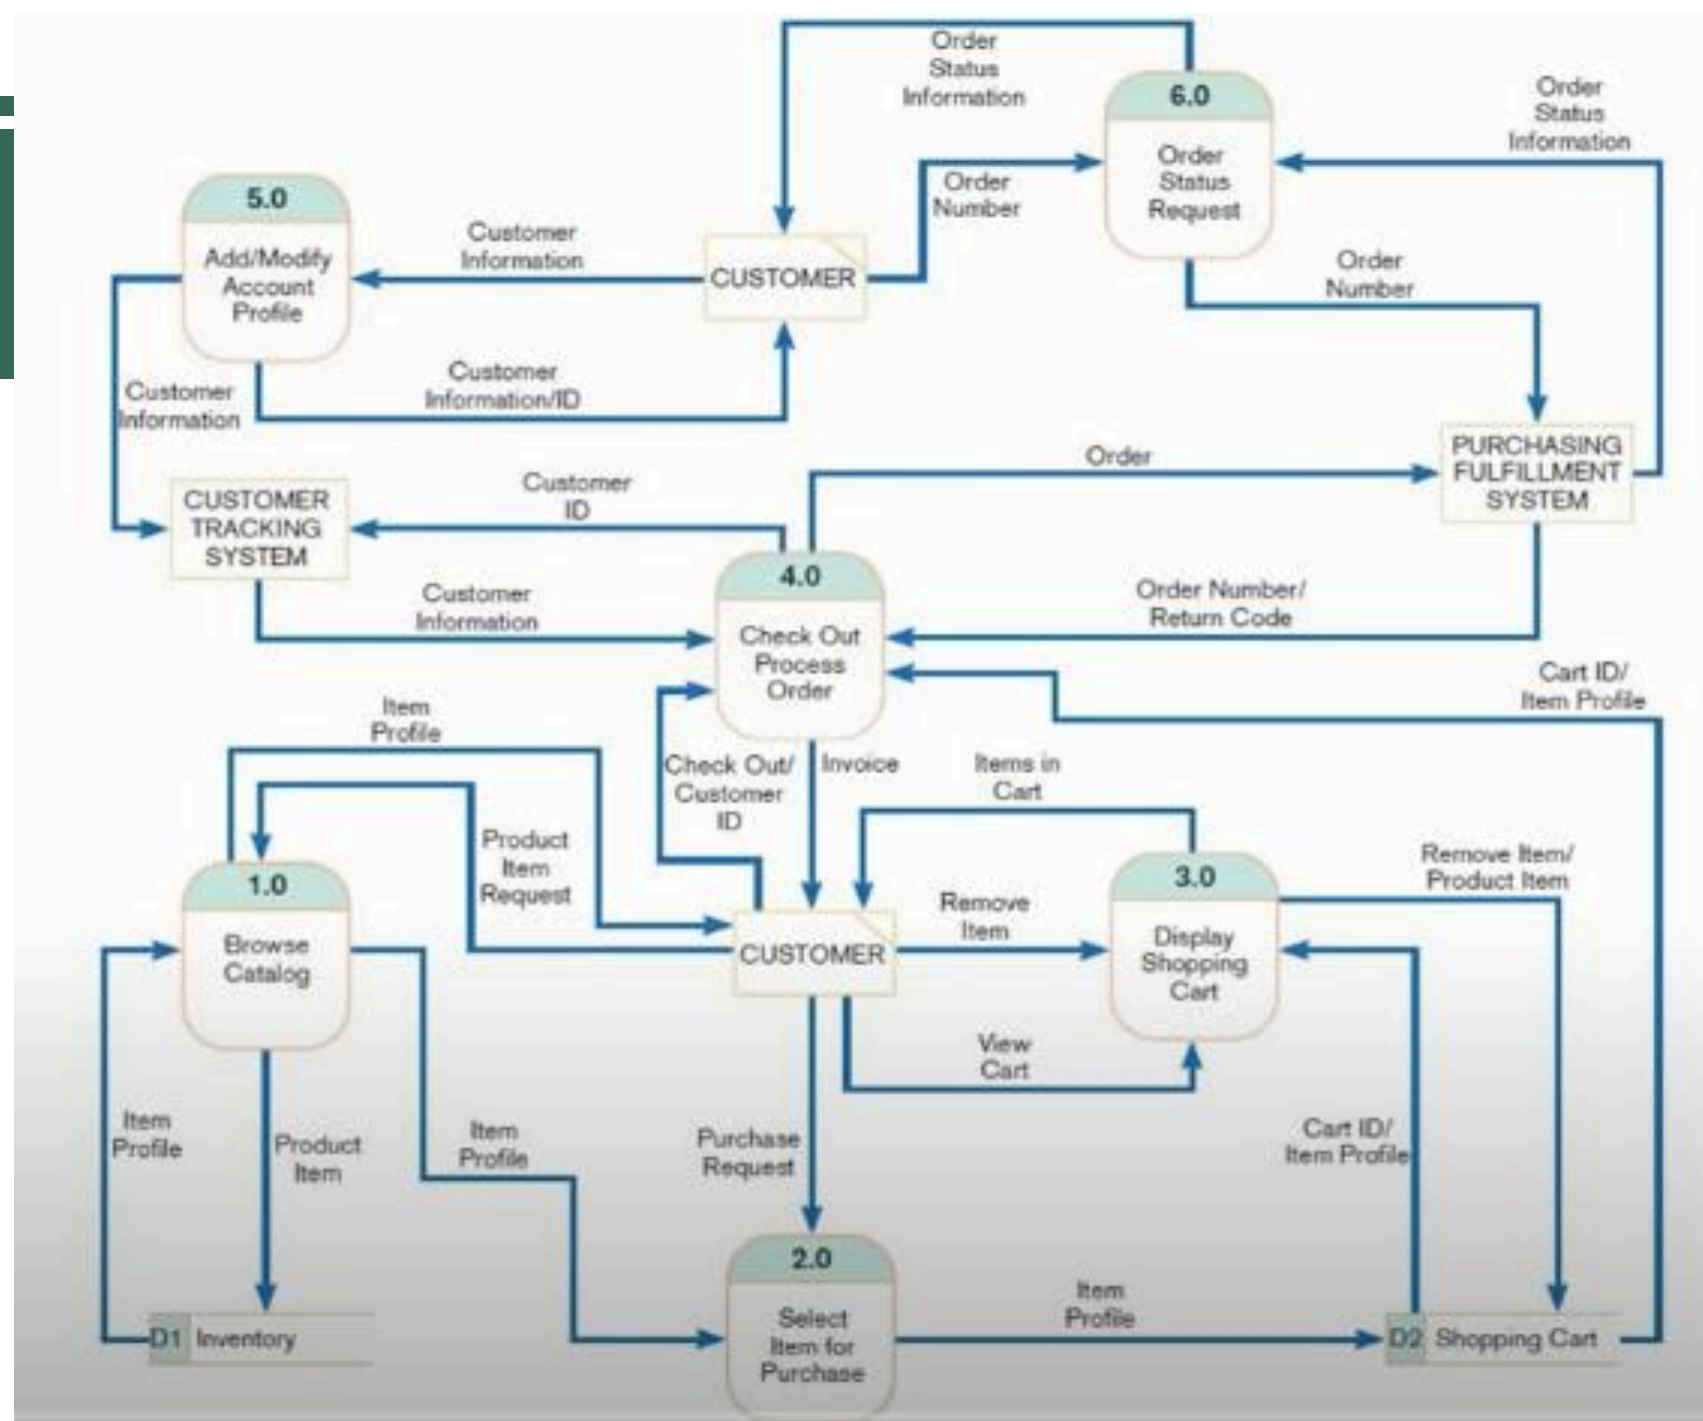 Order
Status
Information
6.0
Order
Status
Request
Order
Status
Information
Order
Number
5.0
Add/Modify
Account
Profile
Customer
Information
CUSTOMER
Order
Number
Customer
Information/ID
Customer
Information
PURCHASING
FULFILLMENT
SYSTEM
Order
CUSTOMER
TRACKING
SYSTEM
Customer
ID
4.0
Check Out
Process
Order
Customer
Information
Order Number/
Return Code
Cart ID/
Item Profile
Item
Profile
Check Out/
Customer
ID
Invoice
Items in
Cart
Product
Item
Request
1.0
Browse
Catalog
CUSTOMER
Remove
Item
3.0
Display
Shopping
Cart
Remove Item/
Product Item
View
Cart
Item
Profile
Product
Item
Item
Profile
Purchase
Request
Cart ID/
Item Profile
2.0
Select
Item for
Purchase
Item
Profile
D1 Inventory
D2 Shopping Cart